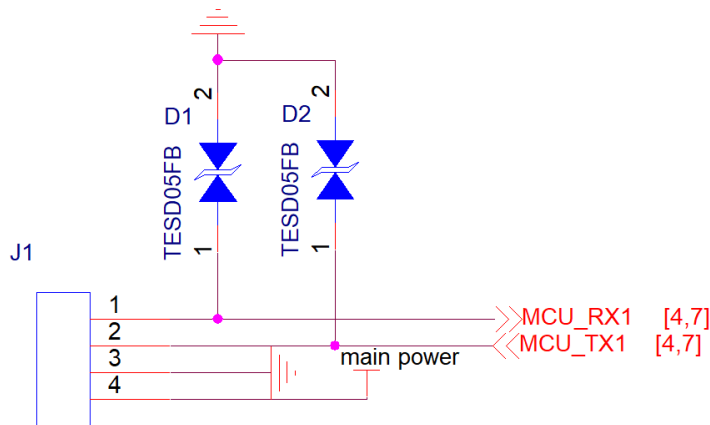 2
2
D1
D2
TESD05FB
TESD05FB
1
1
J1
1
MCU_RX1 [4,7]
2
MCU_TX1 [4,7]
3
main power
4